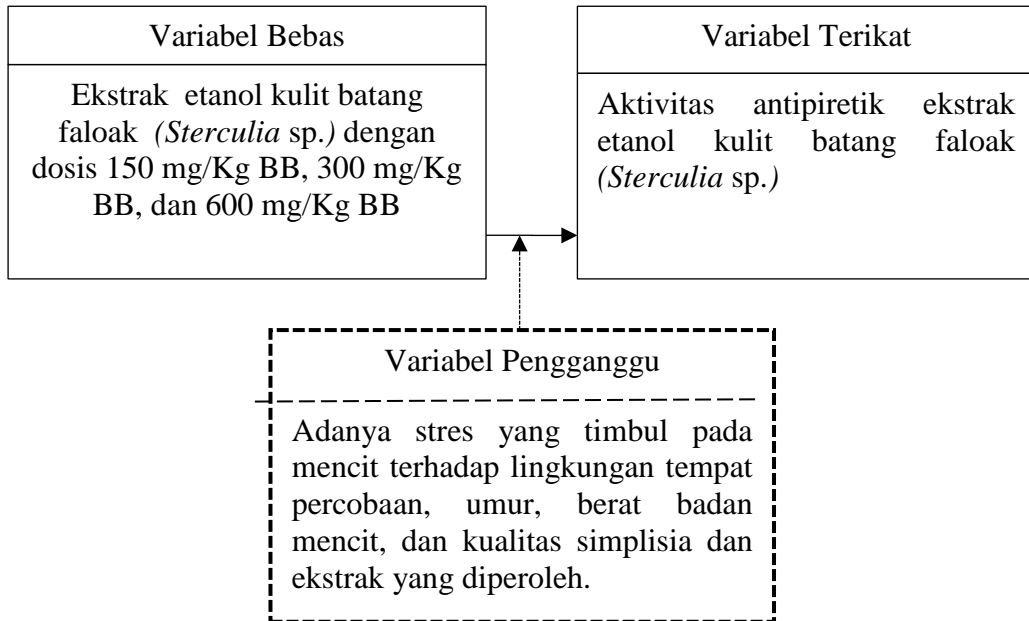 Variabel Bebas
Ekstrak etanol kulit batang
faloak (Sterculia sp.) dengan
dosis 150 mg/Kg BB, 300 mg/Kg
BB, dan 600 mg/Kg BB
Variabel Terikat
Aktivitas antipiretik ekstrak
etanol kulit batang faloak
(Sterculia sp.)
Variabel Pengganggu
Adanya stres yang timbul pada
mencit terhadap lingkungan tempat
percobaan, umur, berat badan
mencit, dan kualitas simplisia dan
ekstrak yang diperoleh.